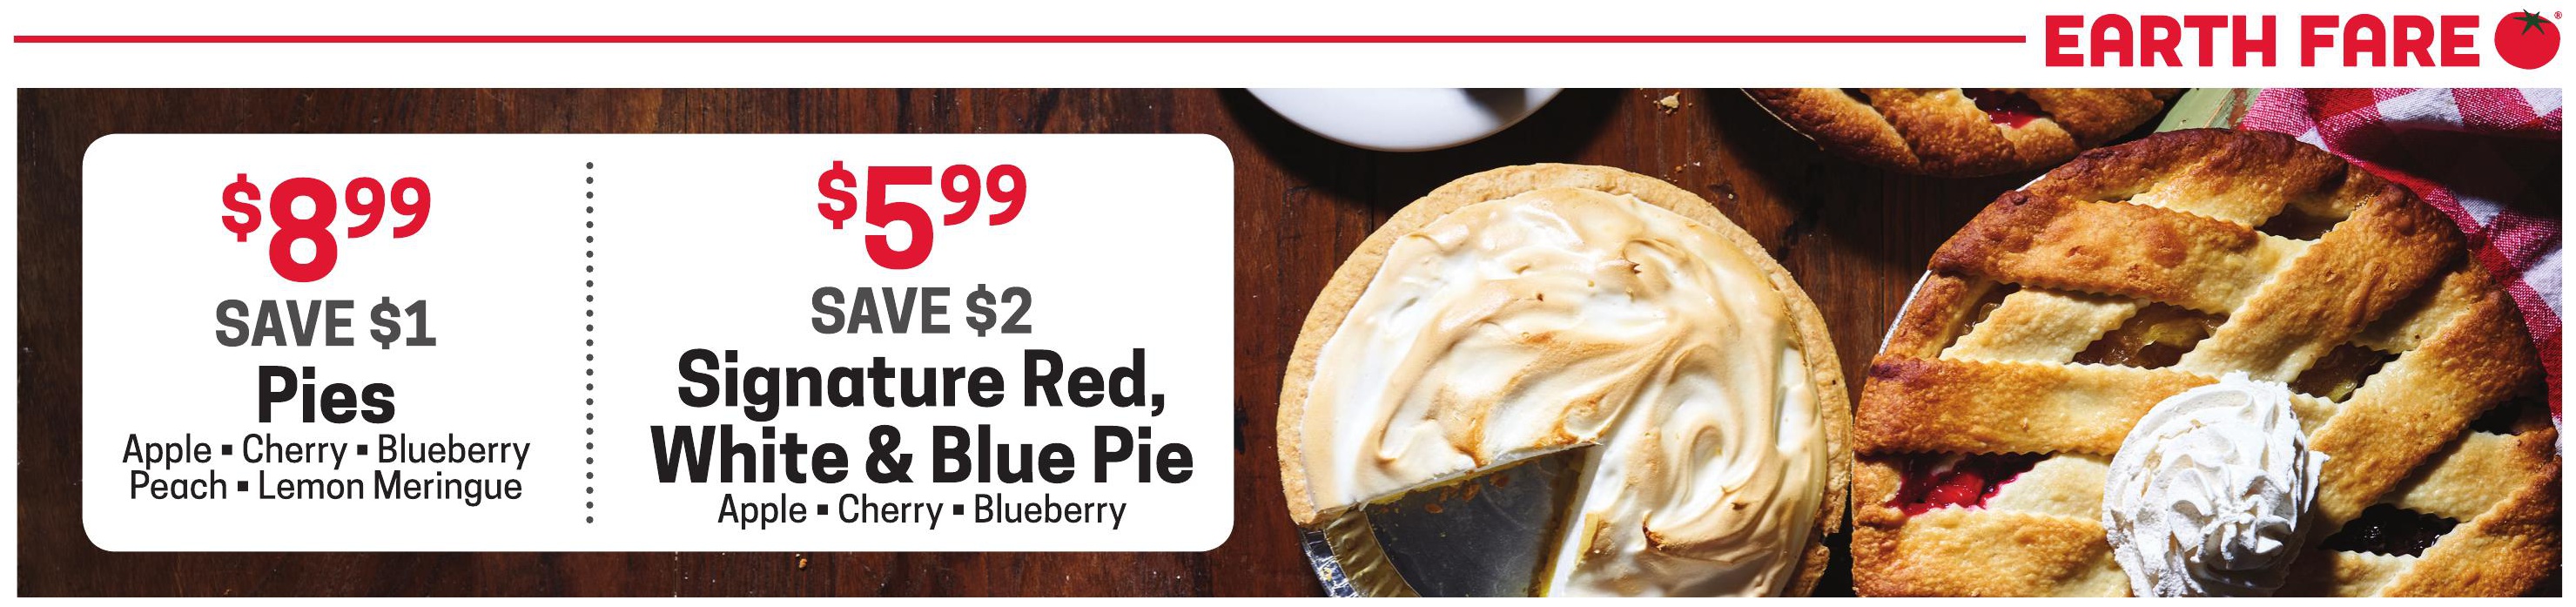 EARTH FARE®
$8.99
SAVE $1
Pies
Apple ▪ Cherry ▪ Blueberry
Peach ▪ Lemon Meringue
$5.99
SAVE $2
Signature Red,
White & Blue Pie
Apple ▪ Cherry ▪ Blueberry